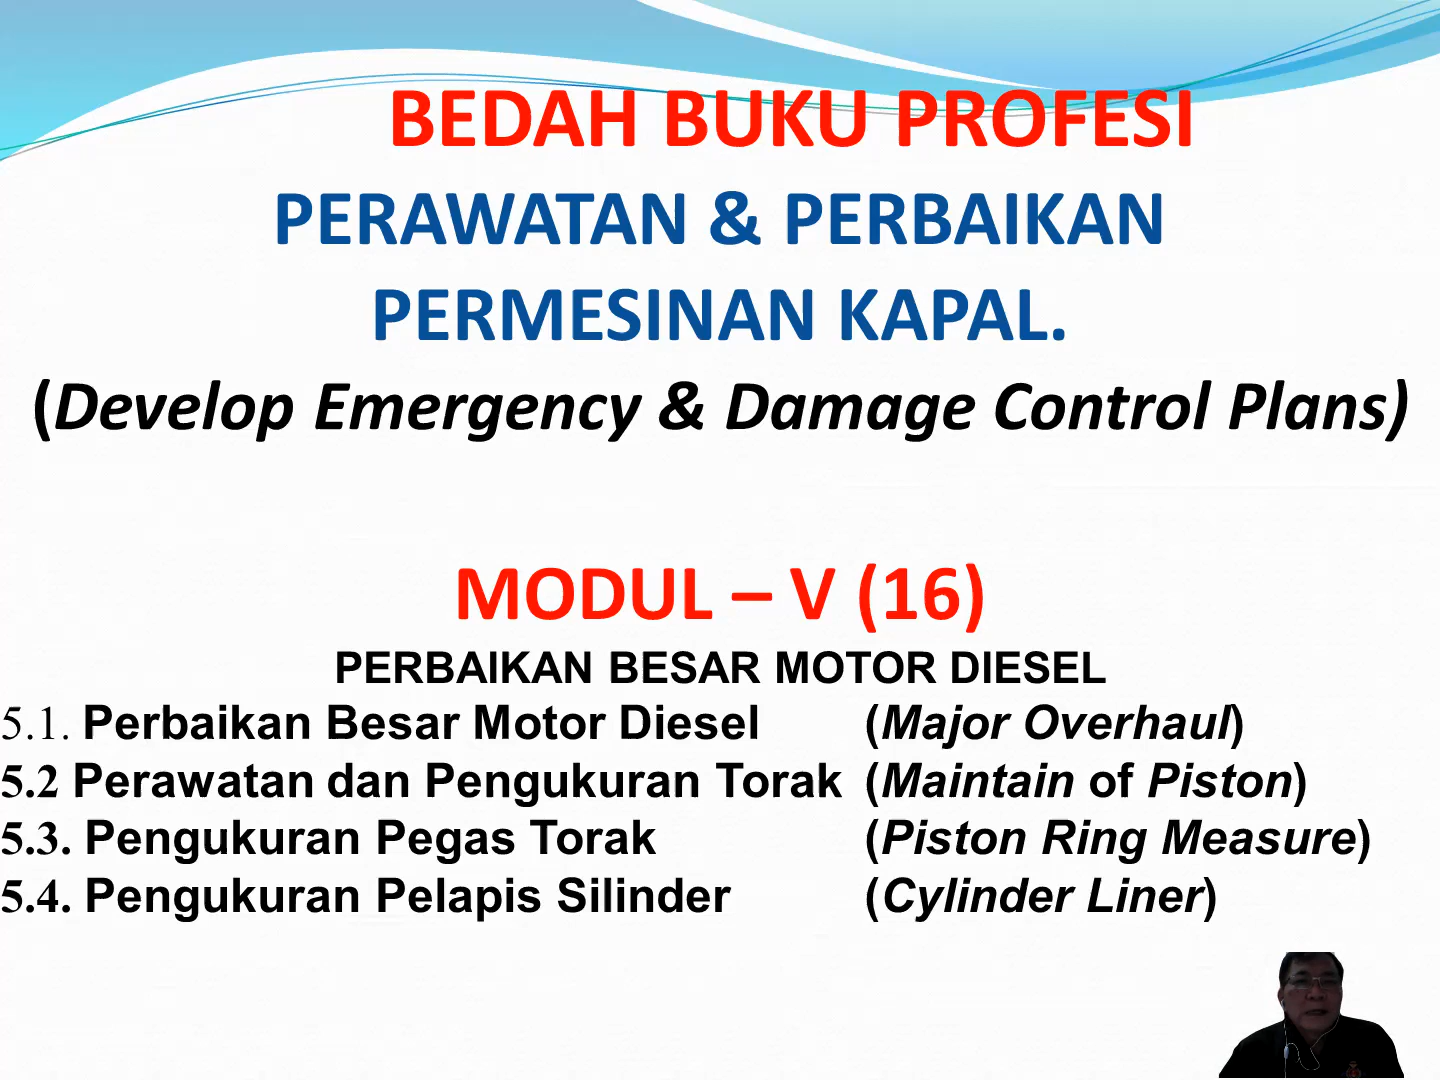 BEDAH BUKU PROFESI
PERAWATAN & PERBAIKAN
PERMESINAN KAPAL.
(Develop Emergency & Damage Control Plans)
MODUL – V (16)
PERBAIKAN BESAR MOTOR DIESEL
5.1. Perbaikan Besar Motor Diesel (Major Overhaul)
5.2 Perawatan dan Pengukuran Torak (Maintain of Piston)
5.3. Pengukuran Pegas Torak (Piston Ring Measure)
5.4. Pengukuran Pelapis Silinder (Cylinder Liner)